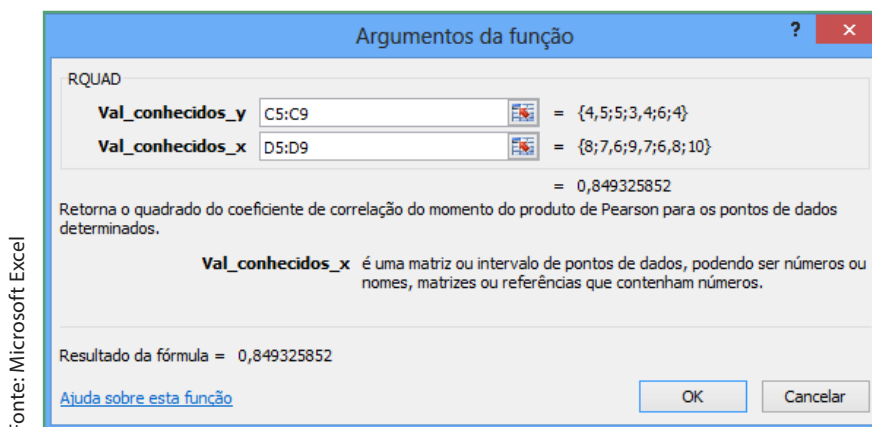 Argumentos da função
?
×
RQUAD
Val_conhecidos_y C5:C9 = {4,5;5;3,4;6;4}
Val_conhecidos_x D5:D9 = {8;7,6;9,7;6,8;10}
= 0,849325852
Retorna o quadrado do coeficiente de correlação do momento do produto de Pearson para os pontos de dados
determinados.
Val_conhecidos_x é uma matriz ou intervalo de pontos de dados, podendo ser números ou
nomes, matrizes ou referências que contenham números.
Resultado da fórmula = 0,849325852
Ajuda sobre esta função
OK
Cancelar
Fonte: Microsoft Excel